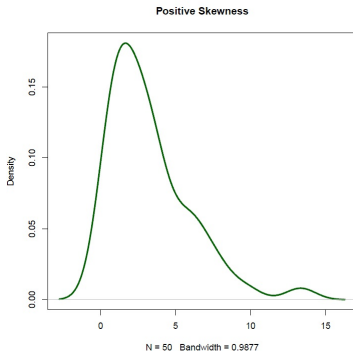 Positive Skewness
Density
0.15
0.10
0.05
0.00
0 5 10 15
N = 50 Bandwidth = 0.9877